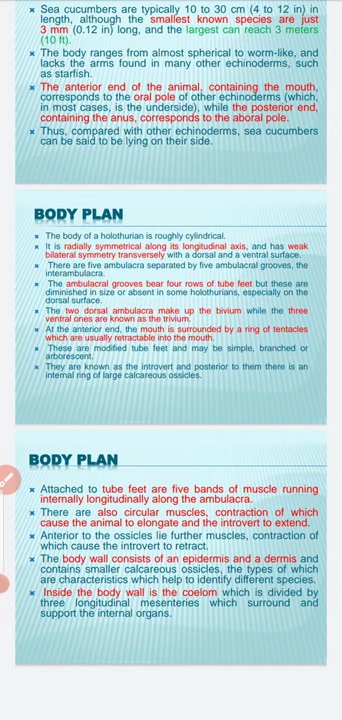 Sea cucumbers are typically 10 to 30 cm (4 to 12 in) in
length, although the smallest known species are just
3 mm (0.12 in) long, and the largest can reach 3 meters
(10 ft).
The body ranges from almost spherical to worm-like, and
lacks the arms found in many other echinoderms, such
as starfish.
The anterior end of the animal, containing the mouth,
corresponds to the oral pole of other echinoderms (which,
in most cases, is the underside), while the posterior end,
containing the anus, corresponds to the aboral pole.
Thus, compared with other echinoderms, sea cucumbers
can be said to be lying on their side.
BODY PLAN
The body of a holothurian is roughly cylindrical.
It is radially symmetrical along its longitudinal axis, and has weak
bilateral symmetry transversely with a dorsal and a ventral surface.
There are five ambulacra separated by five ambulacral grooves, the
interambulacra.
The ambulacral grooves bear four rows of tube feet but these are
diminished in size or absent in some holothurians, especially on the
dorsal surface.
The two dorsal ambulacra make up the bivium while the three
ventral ones are known as the trivium.
At the anterior end, the mouth is surrounded by a ring of tentacles
which are usually retractable into the mouth.
These are modified tube feet and may be simple, branched or
arborescent.
They are known as the introvert and posterior to them there is an
internal ring of large calcareous ossicles.
BODY PLAN
Attached to tube feet are five bands of muscle running
internally longitudinally along the ambulacra.
There are also circular muscles, contraction of which
cause the animal to elongate and the introvert to extend.
Anterior to the ossicles lie further muscles, contraction of
which cause the introvert to retract.
The body wall consists of an epidermis and a dermis and
contains smaller calcareous ossicles, the types of which
are characteristics which help to identify different species.
Inside the body wall is the coelom which is divided by
three longitudinal mesenteries which surround and
support the internal organs.